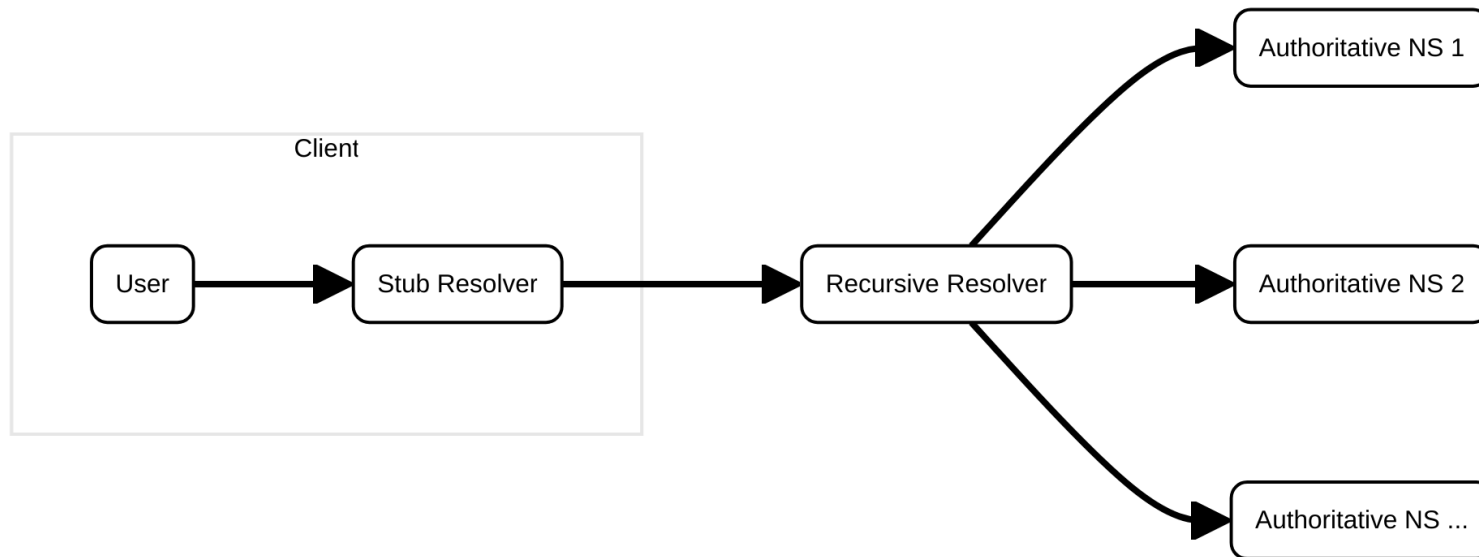 Authoritative NS 1
Client
User
Stub Resolver
Recursive Resolver
Authoritative NS 2
Authoritative NS ...